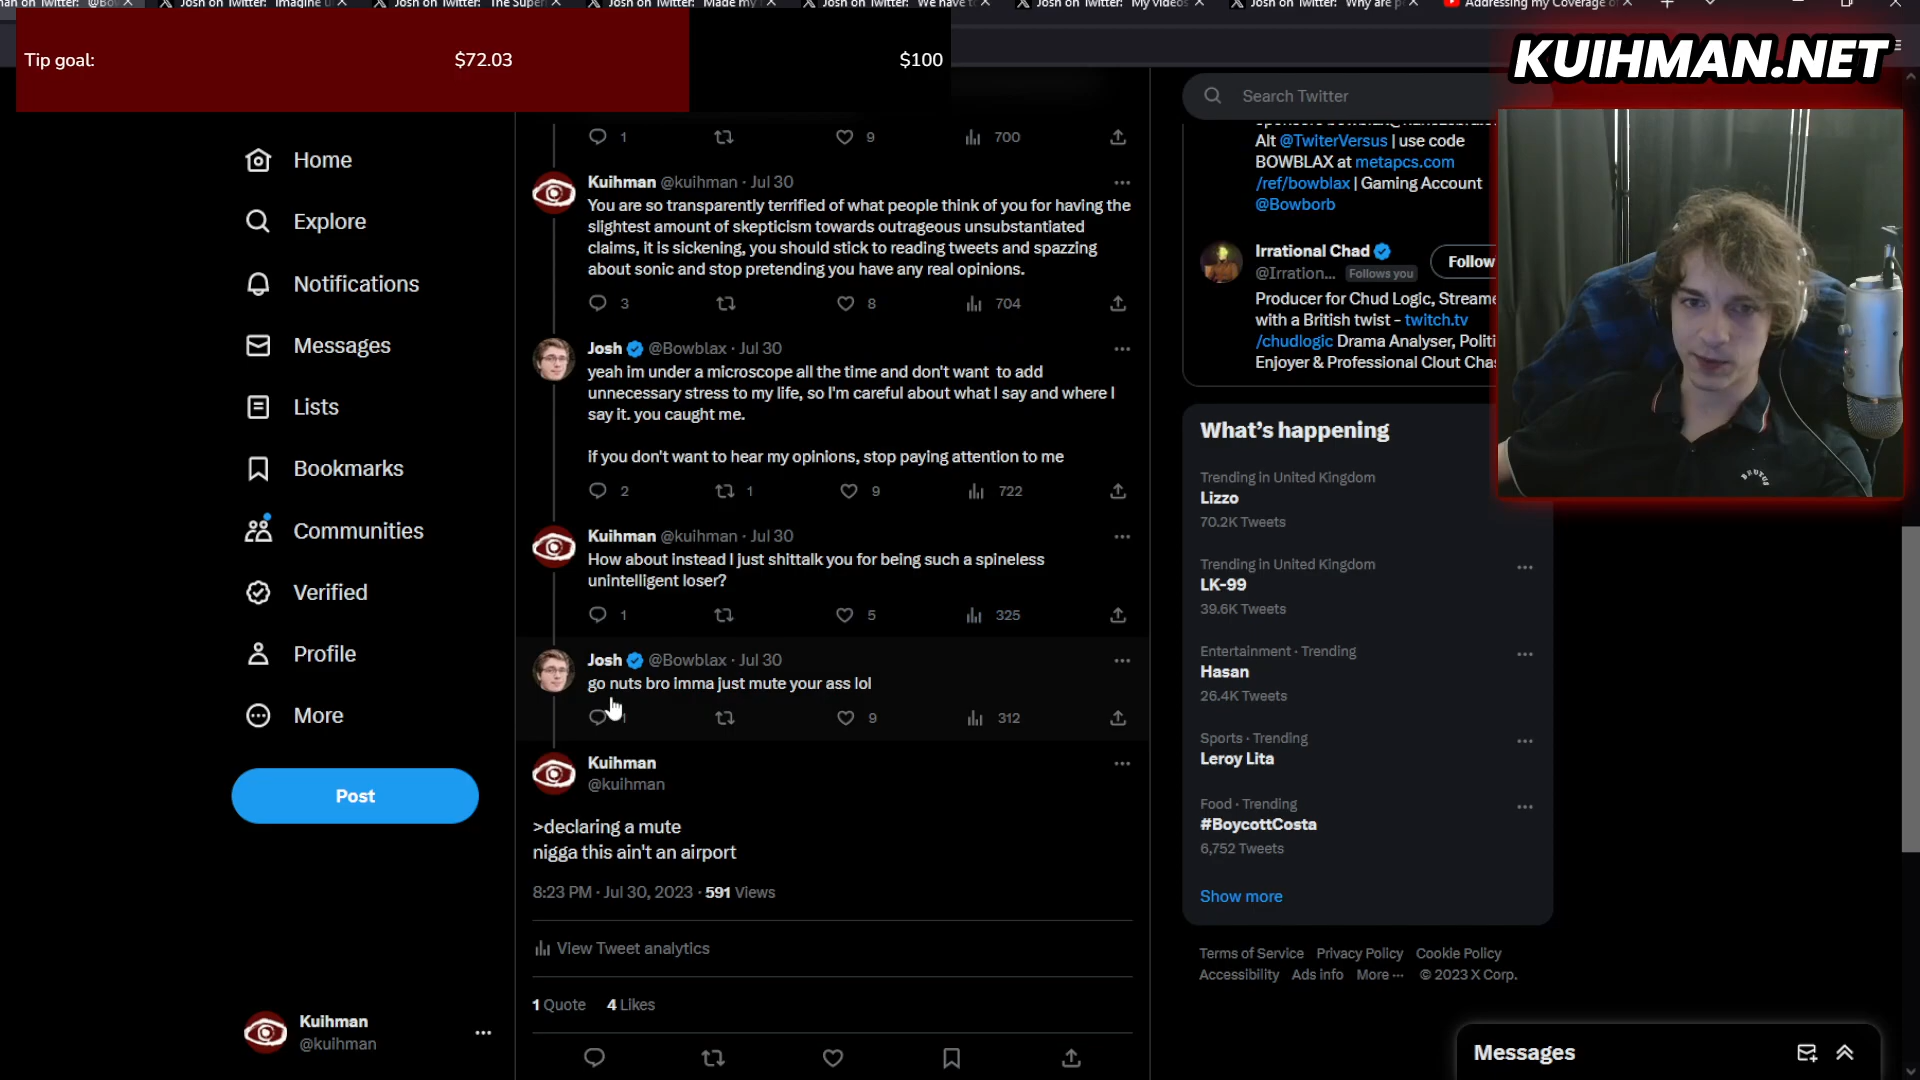 Josh on Twitter: "Imagine u
Josh on Twitter: "The Super
Josh on Twitter: "Made my
Josh on Twitter: "We have t
Josh on Twitter: "My videos
Josh on Twitter: "Why are p
Addressing my Coverage o
Tip goal:
$72.03
$100
KUIHMAN.NET
Home
Explore
Notifications
Messages
Lists
Bookmarks
Communities
Verified
Profile
More
Post
Kuihman
@kuihman
1
9
700
Kuihman @kuihman · Jul 30
You are so transparently terrified of what people think of you for having the
slightest amount of skepticism towards outrageous unsubstantiated
claims, it is sickening, you should stick to reading tweets and spazzing
about sonic and stop pretending you have any real opinions.
3
8
704
Josh @Bowblax · Jul 30
yeah im under a microscope all the time and don't want to add
unnecessary stress to my life, so I'm careful about what I say and where I
say it. you caught me.
If you don't want to hear my opinions, stop paying attention to me
2
1
9
722
Kuihman @kuihman · Jul 30
How about instead I just shittalk you for being such a spineless
unintelligent loser?
1
5
325
Josh @Bowblax · Jul 30
go nuts bro imma just mute your ass lol
1
9
312
Kuihman
@kuihman
>declaring a mute
nigga this ain't an airport
8:23 PM · Jul 30, 2023 · 591 Views
View Tweet analytics
1 Quote 4 Likes
Search Twitter
Alt @TwiterVersus | use code
BOWBLAX at metapcs.com
/ref/bowblax | Gaming Account
@Bowborb
Irrational Chad
@Irration... Follows you
Follow
Producer for Chud Logic, Streame
with a British twist - twitch.tv
/chudlogic Drama Analyser, Politi
Enjoyer & Professional Clout Chas
What's happening
Trending in United Kingdom
Lizzo
70.2K Tweets
Trending in United Kingdom
LK-99
39.6K Tweets
Entertainment · Trending
Hasan
26.4K Tweets
Sports · Trending
Leroy Lita
Food · Trending
#BoycottCosta
6,752 Tweets
Show more
Terms of Service Privacy Policy Cookie Policy
Accessibility Ads info More ··· © 2023 X Corp.
Messages
BRUTUS